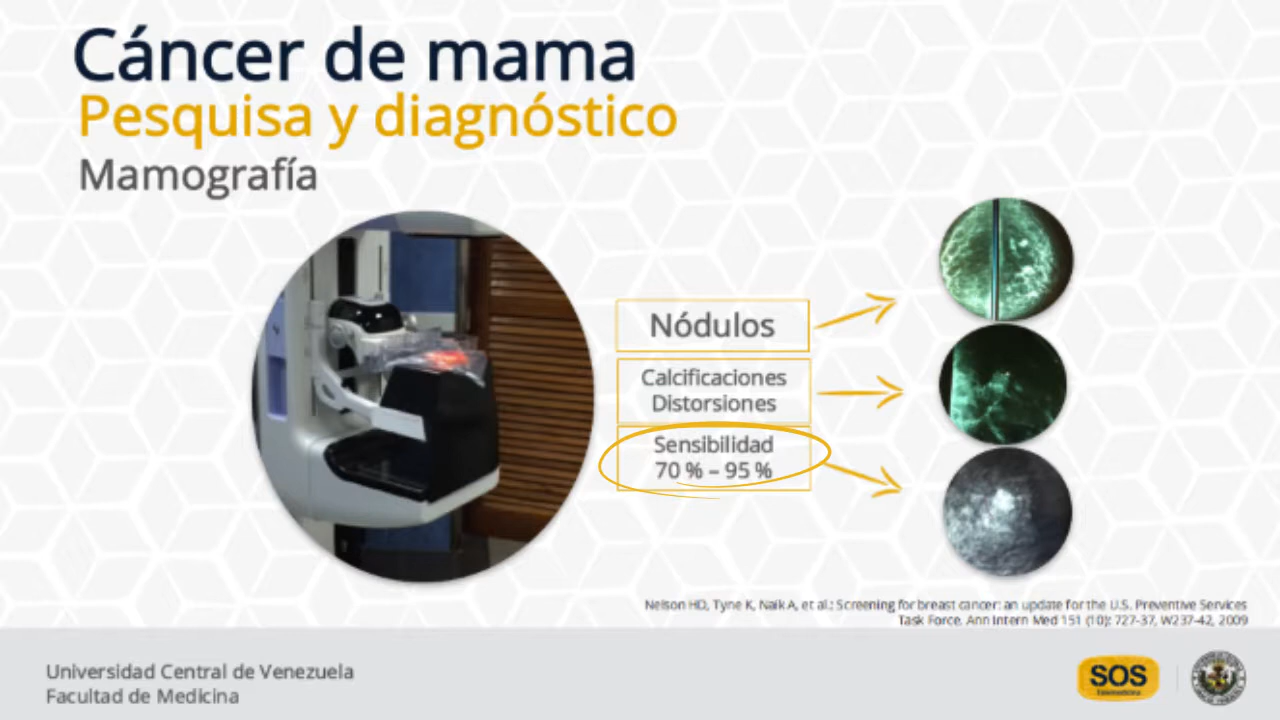 Cáncer de mama
Pesquisa y diagnóstico
Mamografía
Nódulos
Calcificaciones
Distorsiones
Sensibilidad
70 % – 95 %
Nelson HD, Tyne K, Naik A, et al.: Screening for breast cancer: an update for the U.S. Preventive Services
Task Force. Ann Intern Med 151 (10): 727-37, W237-42, 2009
Universidad Central de Venezuela
Facultad de Medicina
SOS
Telemedicina